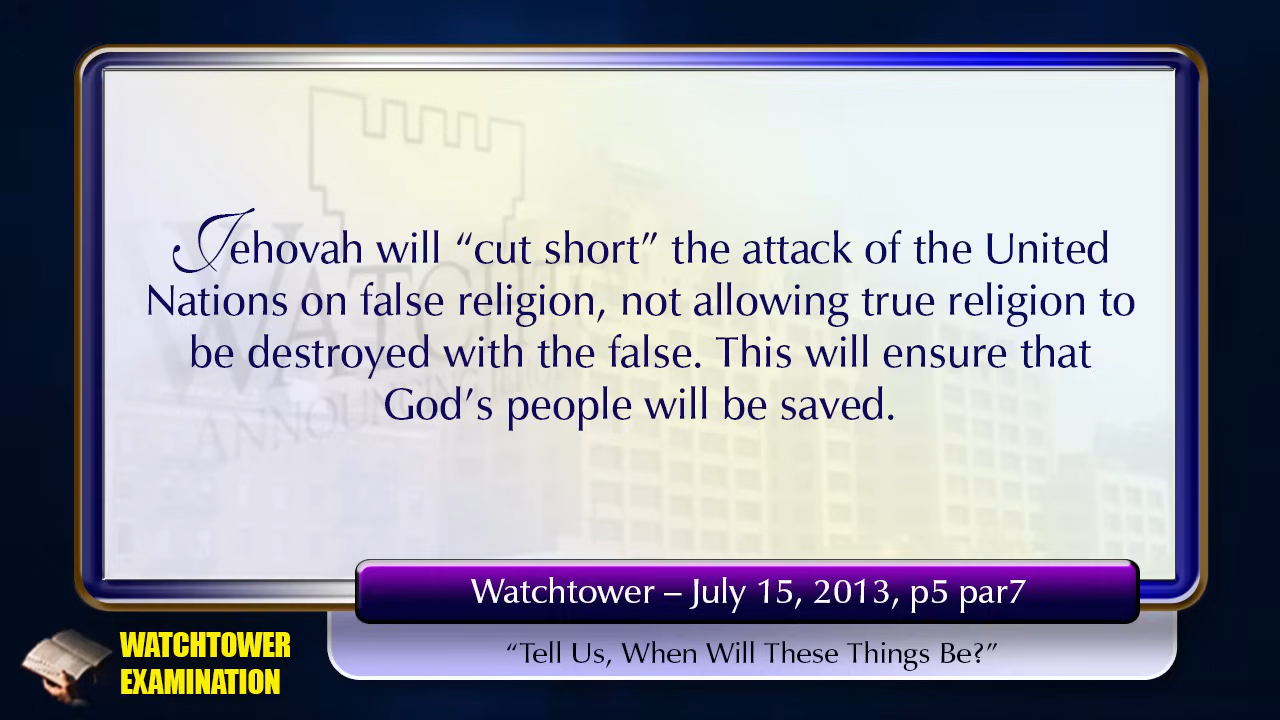 Jehovah will “cut short” the attack of the United
Nations on false religion, not allowing true religion to
be destroyed with the false. This will ensure that
God’s people will be saved.
Watchtower – July 15, 2013, p5 par7
“Tell Us, When Will These Things Be?”
WATCHTOWER
EXAMINATION